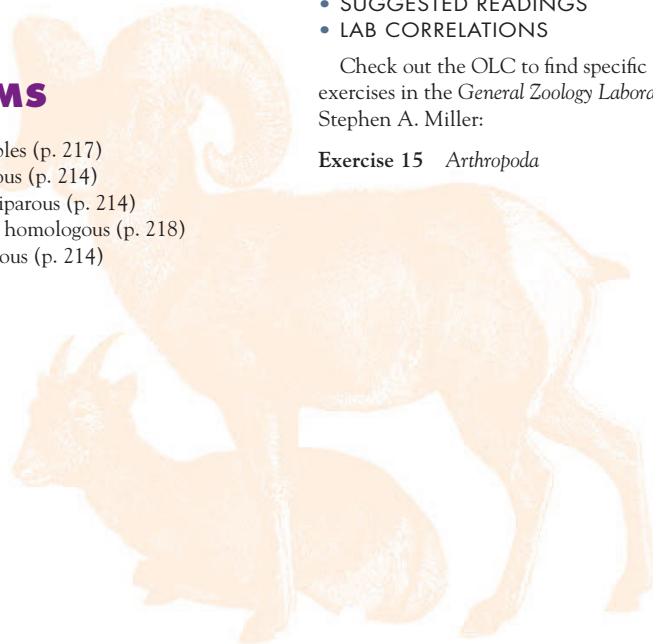 MS
ples (p. 217)
ous (p. 214)
iparous (p. 214)
homologous (p. 218)
ous (p. 214)
• SUGGESTED READINGS
• LAB CORRELATIONS
Check out the OLC to find specific
exercises in the General Zoology Labora
Stephen A. Miller:
Exercise 15 Arthropoda